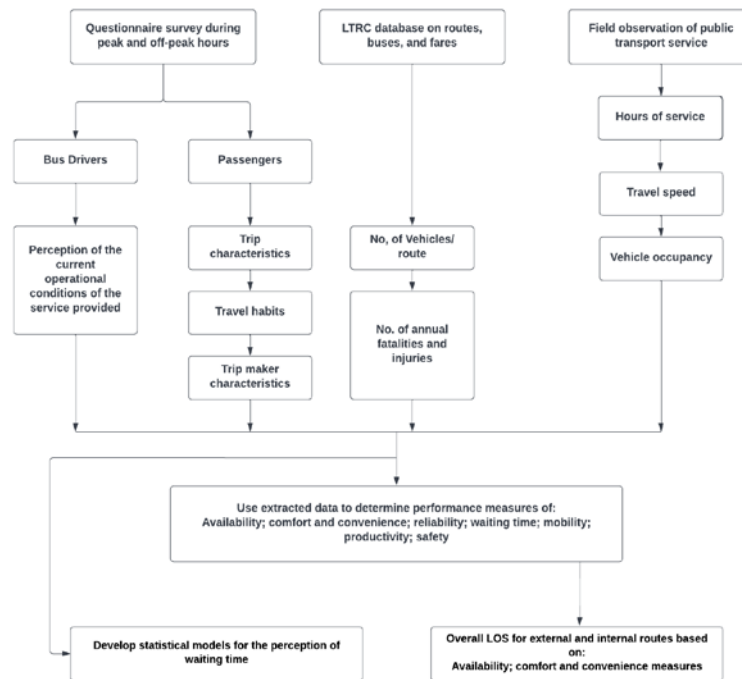 Questionnaire survey during
peak and off-peak hours
LTRC database on routes,
buses, and fares
Field observation of public
transport service
Hours of service
Bus Drivers
Passengers
Travel speed
Perception of the
current
operational
conditions of the
service provided
Trip
characteristics
No, of Vehicles/
route
Vehicle occupancy
Travel habits
No. of annual
fatalities and
injuries
Trip maker
characteristics
Use extracted data to determine performance measures of:
Availability; comfort and convenience; reliability; waiting time; mobility;
productivity; safety
Develop statistical models for the perception of
waiting time
Overall LOS for external and internal routes based
on:
Availability; comfort and convenience measures